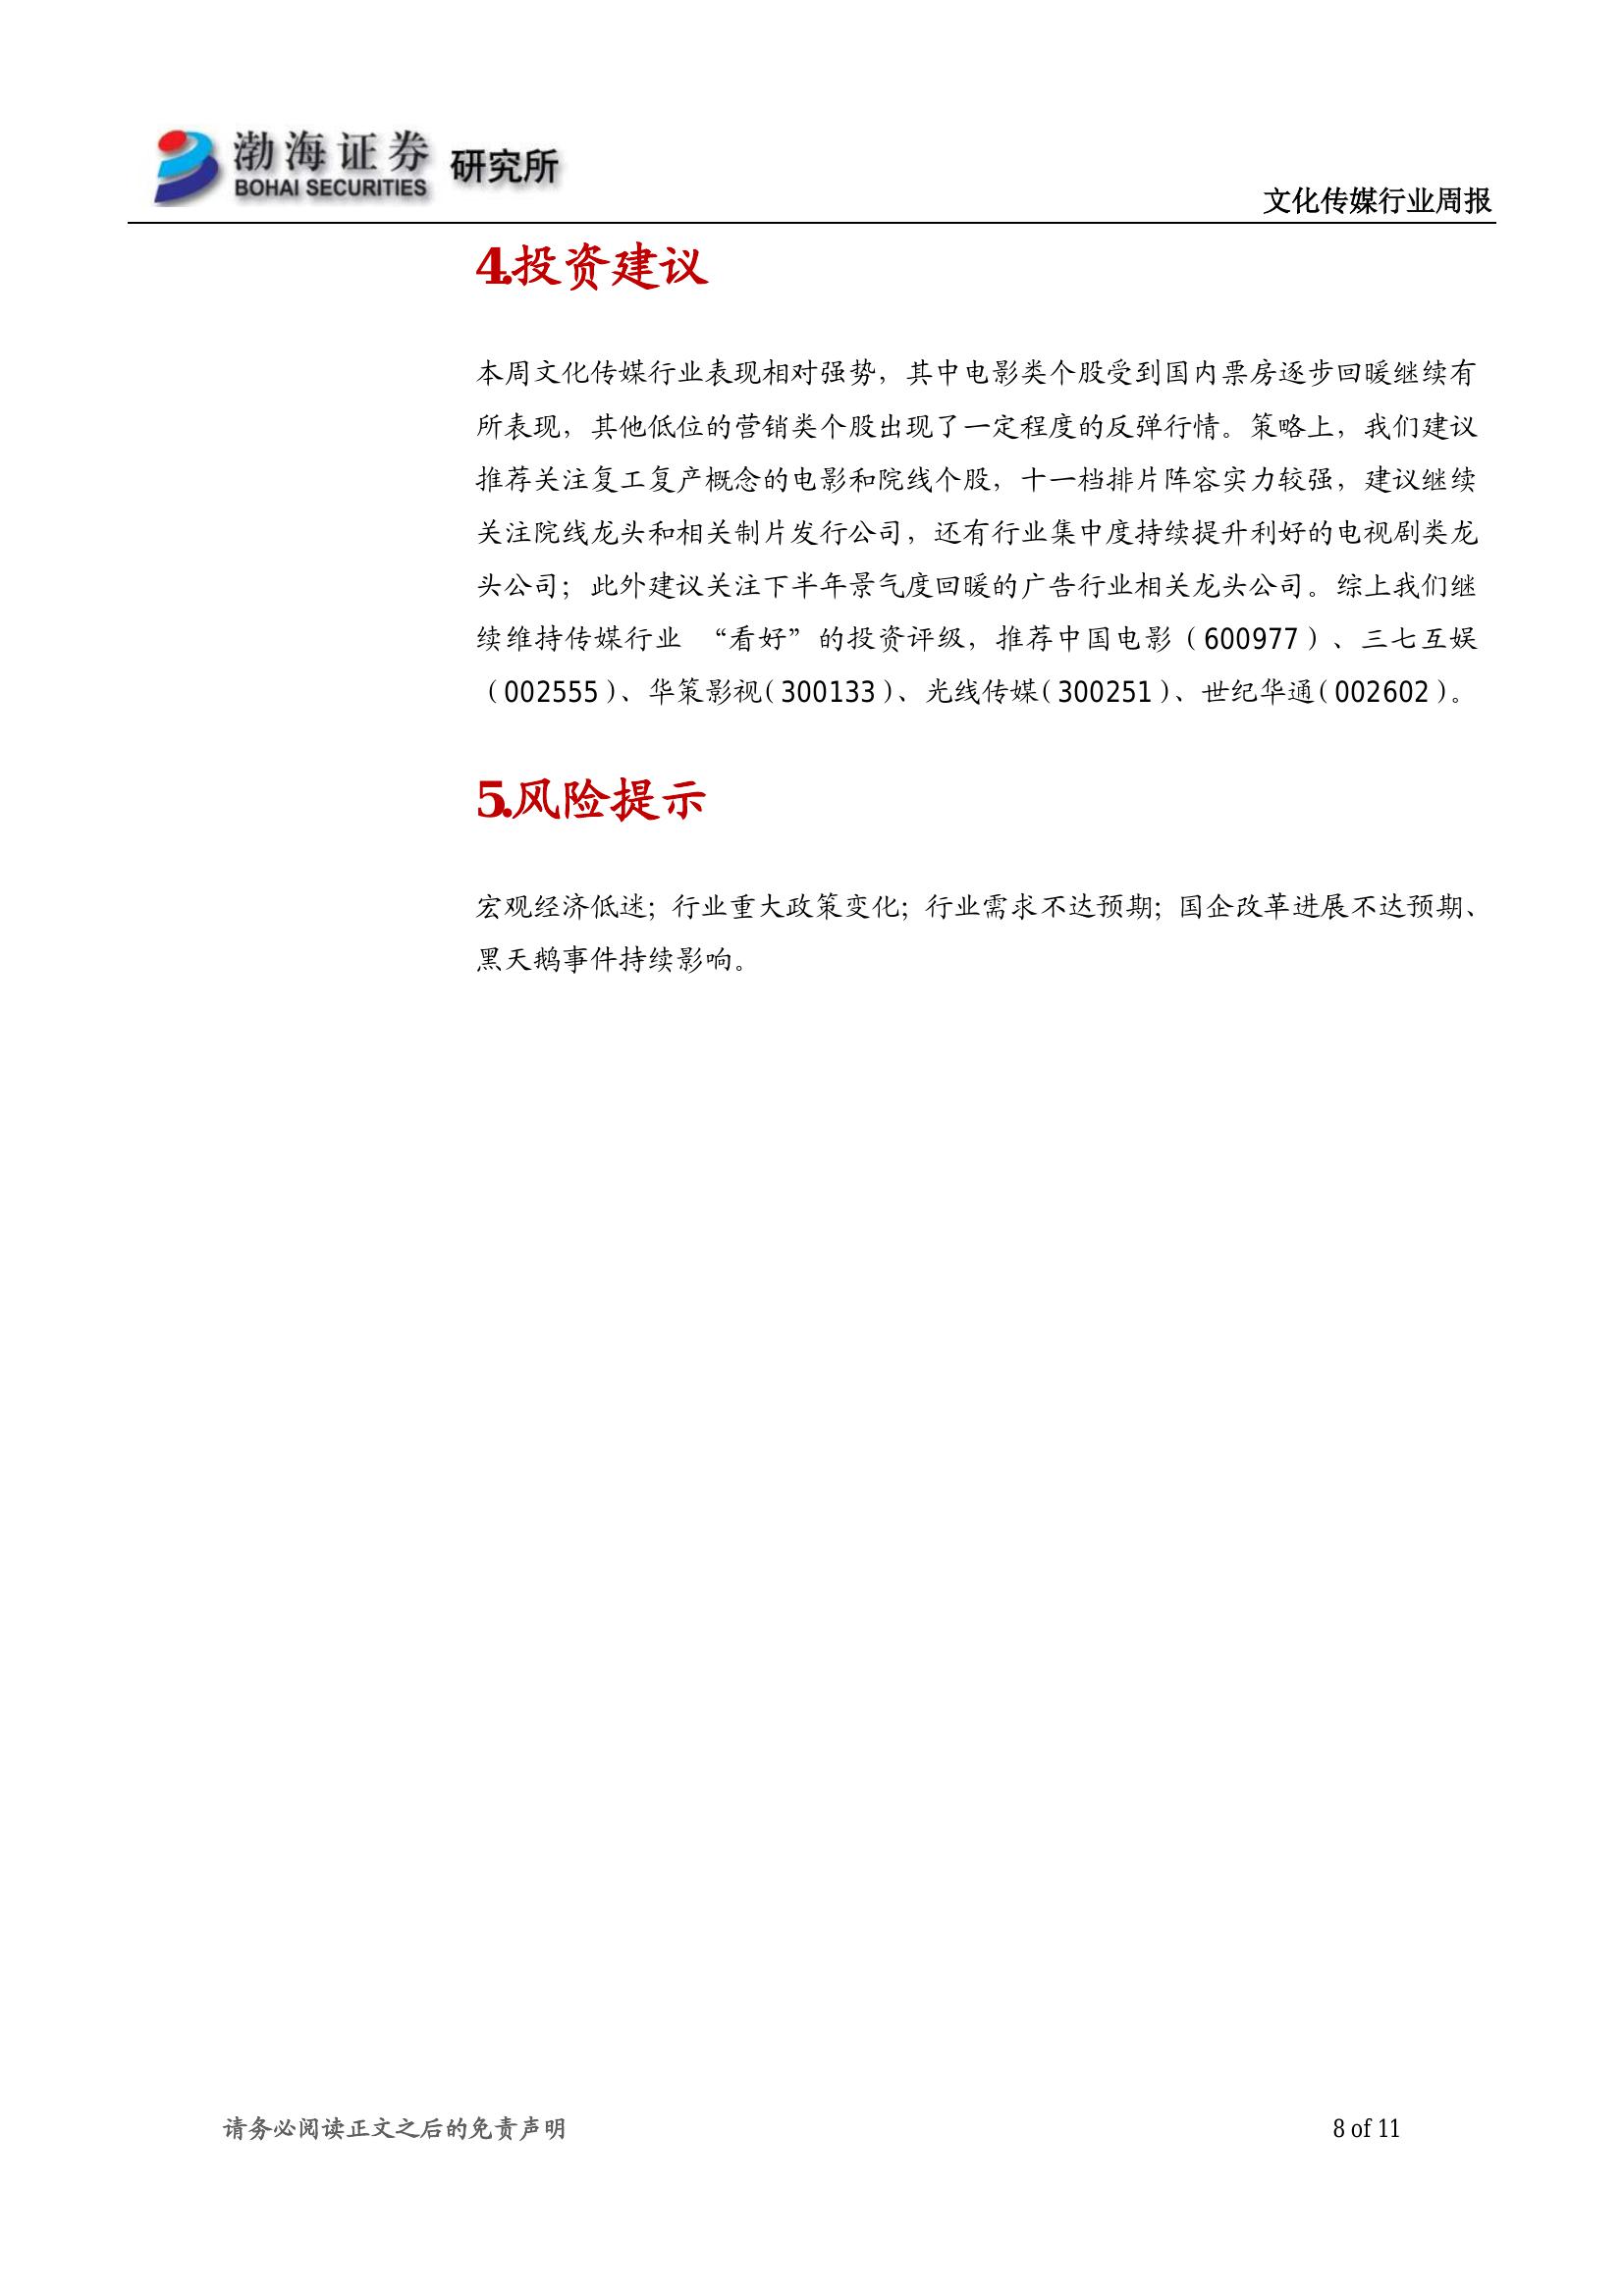 渤海证券 研究所
BOHAI SECURITIES
文化传媒行业周报
4.投资建议
本周文化传媒行业表现相对强势，其中电影类个股受到国内票房逐步回暖继续有
所表现，其他低位的营销类个股出现了一定程度的反弹行情。策略上，我们建议
推荐关注复工复产概念的电影和院线个股，十一档排片阵容实力较强，建议继续
关注院线龙头和相关制片发行公司，还有行业集中度持续提升利好的电视剧类龙
头公司；此外建议关注下半年景气度回暖的广告行业相关龙头公司。综上我们继
续维持传媒行业 “看好”的投资评级，推荐中国电影（600977）、三七互娱
（002555）、华策影视（300133）、光线传媒（300251）、世纪华通（002602）。
5.风险提示
宏观经济低迷；行业重大政策变化；行业需求不达预期；国企改革进展不达预期、
黑天鹅事件持续影响。
请务必阅读正文之后的免责声明
8 of 11